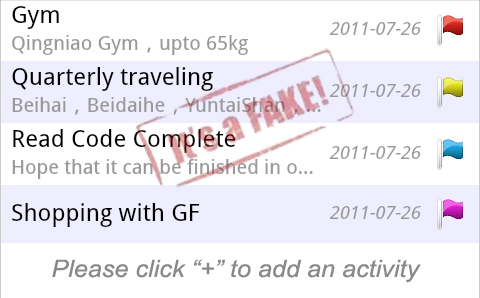 Gym
2011-07-26
Qingniao Gym , upto 65kg
Quarterly traveling
2011-07-26
Beihai , Beidaihe , YuntaiShan , ...
It's a FAKE!
Read Code Complete
2011-07-26
Hope that it can be finished in o...
Shopping with GF
2011-07-26
Please click “+” to add an activity